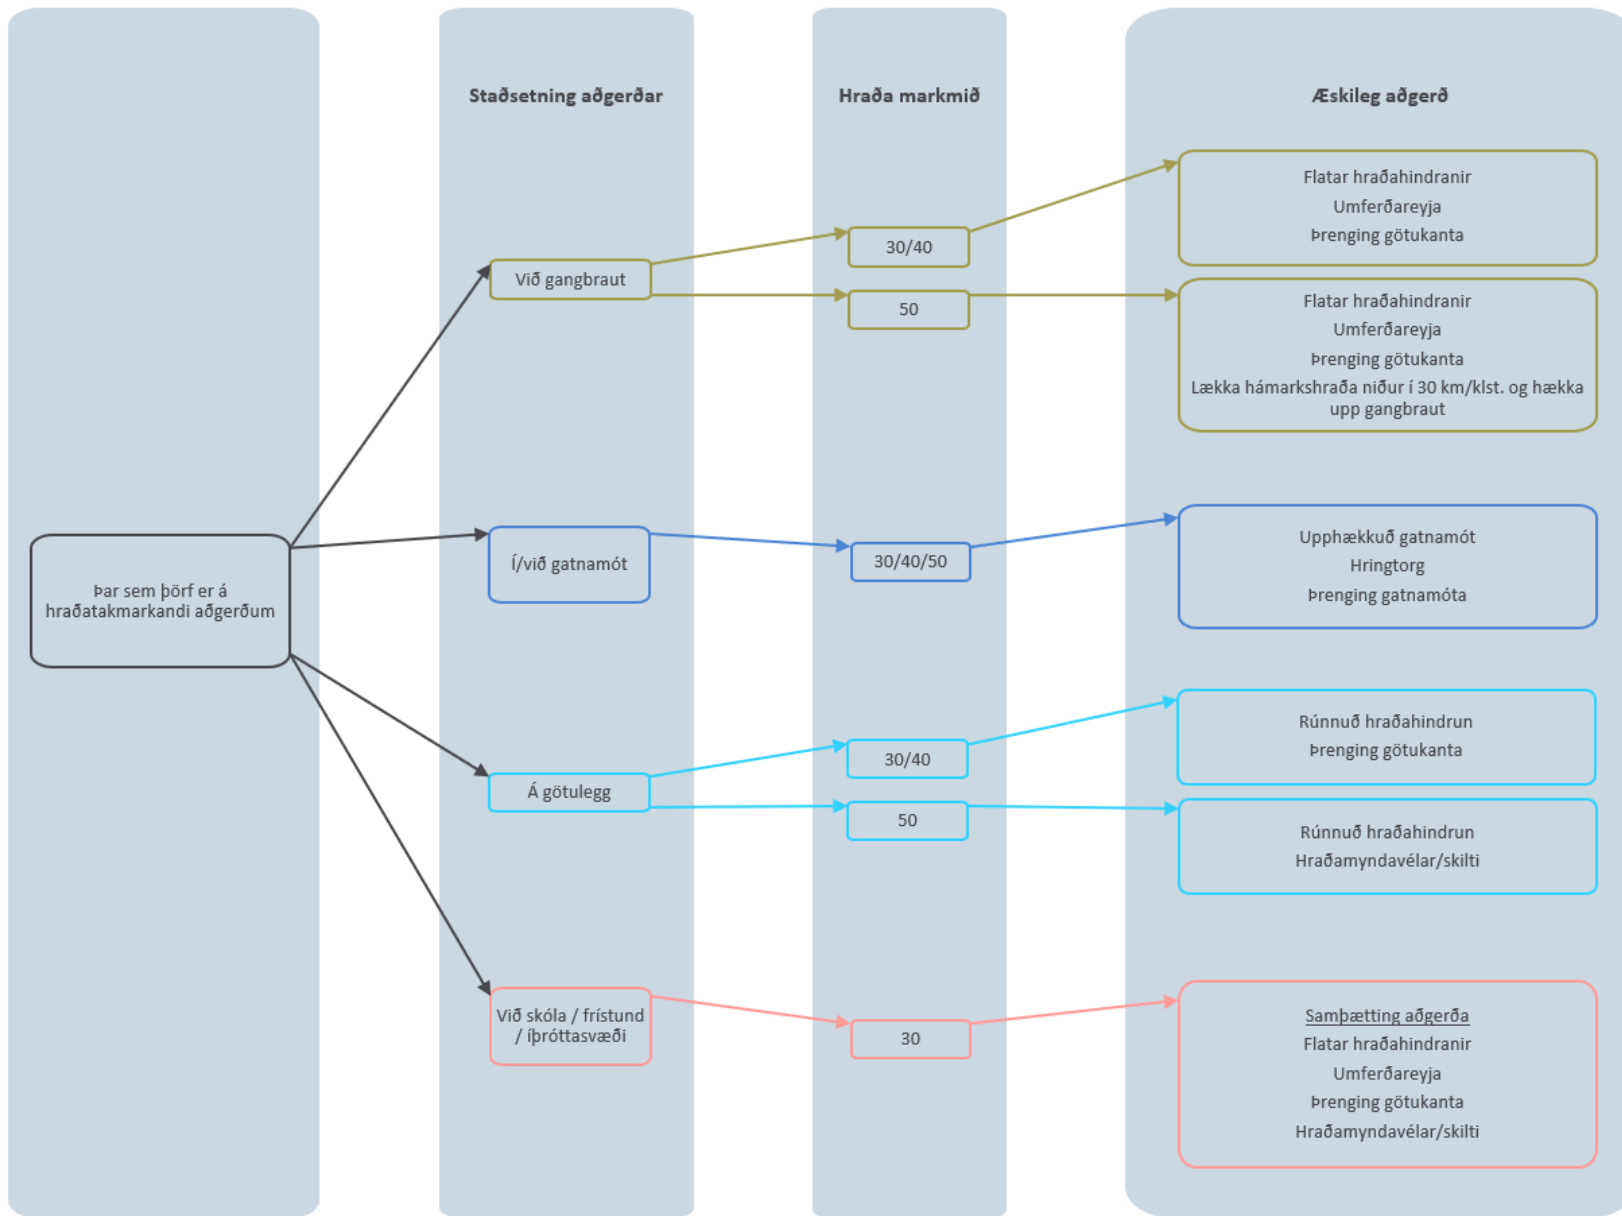 Staðsetning aðgerðar
Hraða markmið
Æskileg aðgerð
Þar sem þörf er á
hraðatakmarkandi aðgerðum
Við gangbraut
30/40
Flatar hraðahindranir
Umferðareyja
Þrenging götukanta
50
Flatar hraðahindranir
Umferðareyja
Þrenging götukanta
Lækka hámarkshraða niður í 30 km/klst. og hækka
upp gangbraut
Í/við gatnamót
30/40/50
Upphækkuð gatnamót
Hringtorg
Þrenging gatnamóta
Á götulegg
30/40
Rúnnuð hraðahindrun
Þrenging götukanta
50
Rúnnuð hraðahindrun
Hraðamyndavélar/skilti
Við skóla / frístund
/ íþróttasvæði
30
Samþætting aðgerða
Flatar hraðahindranir
Umferðareyja
Þrenging götukanta
Hraðamyndavélar/skilti